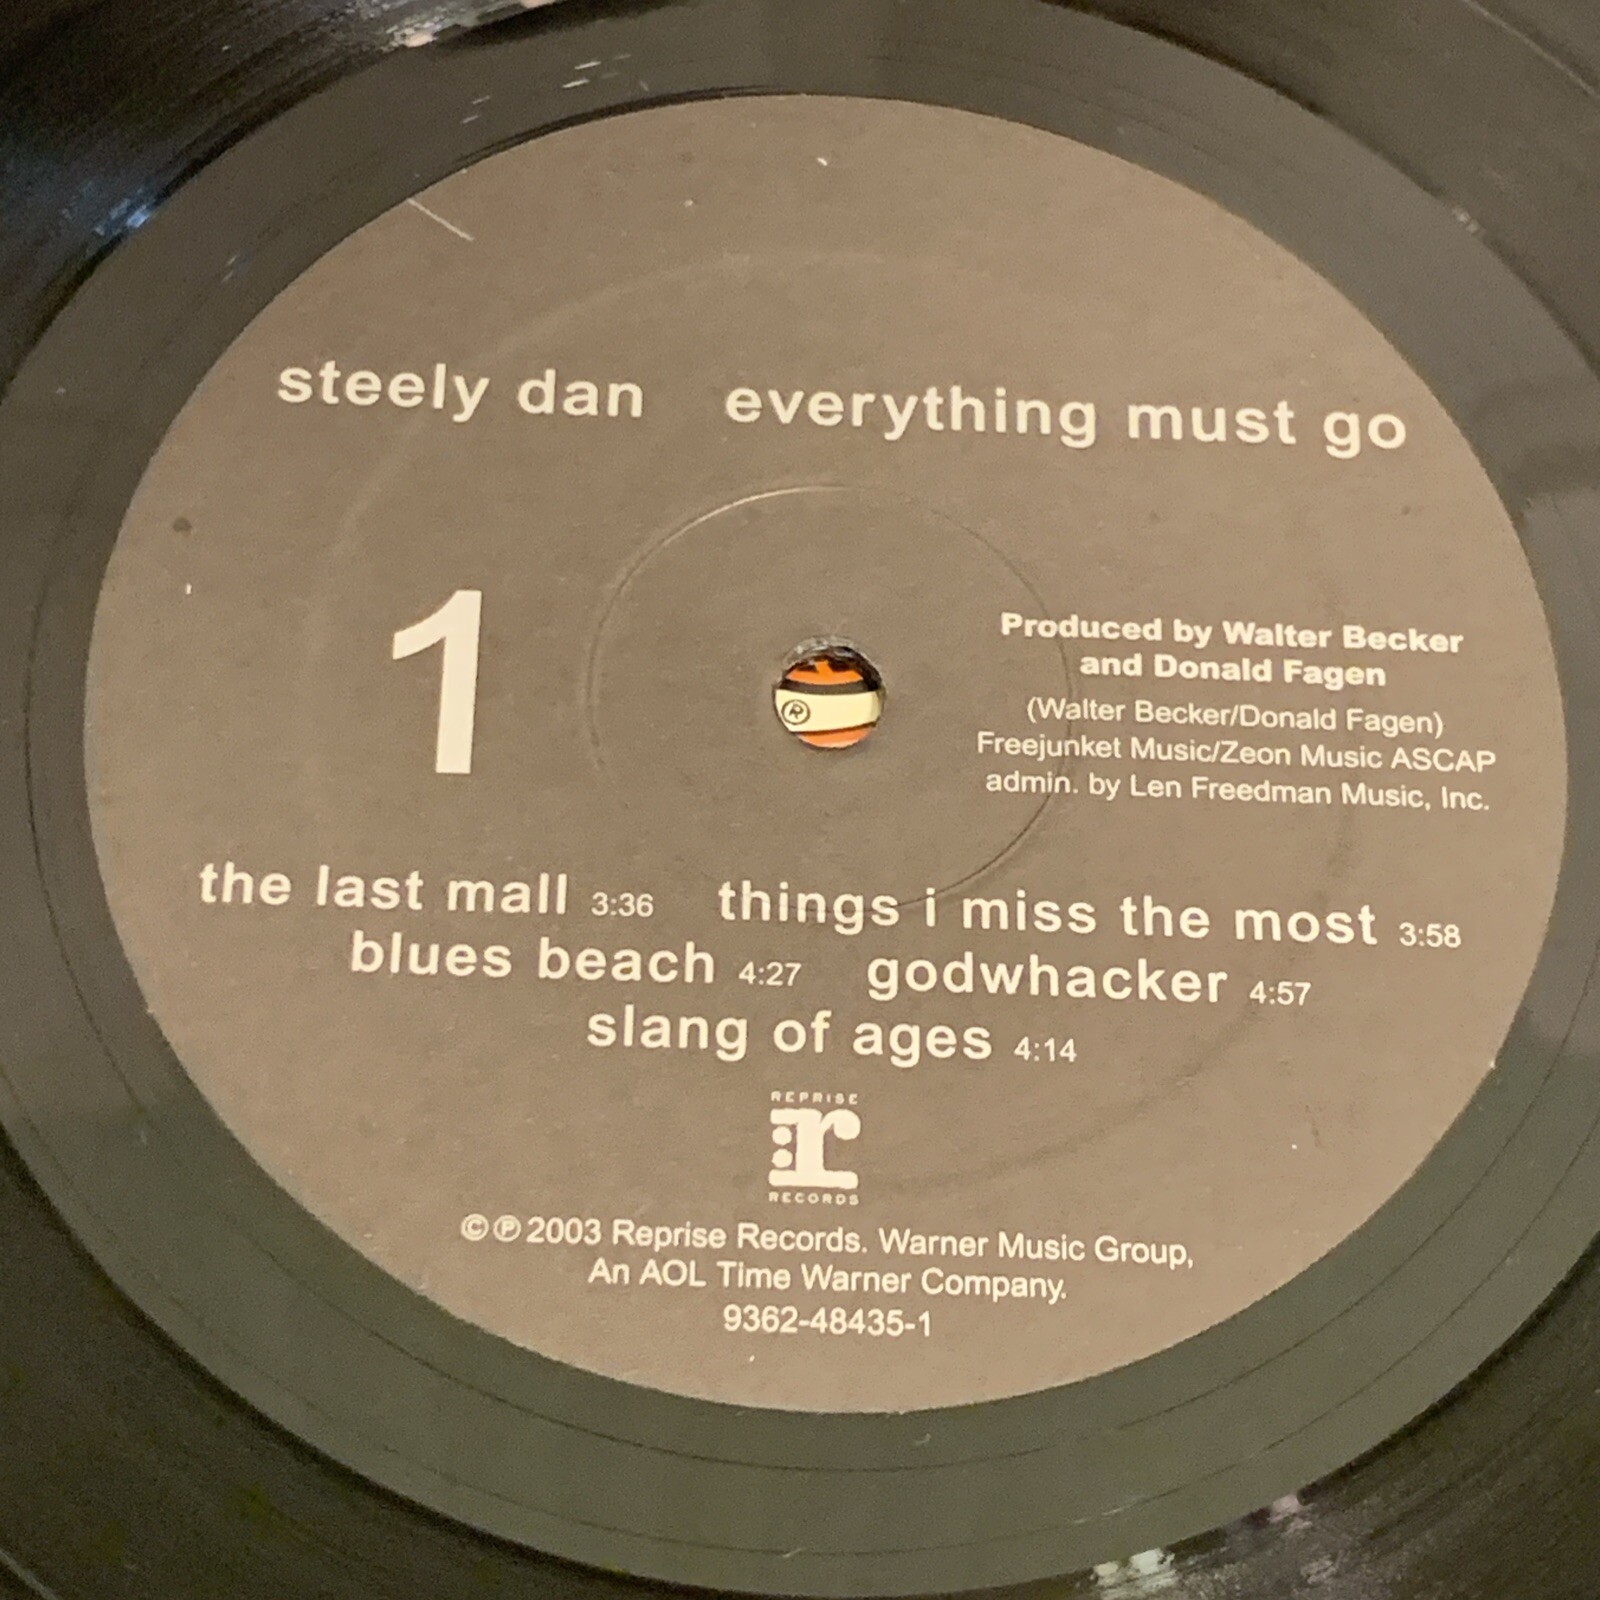 steely dan everything must go
1
Produced by Walter Becker
and Donald Fagen
(Walter Becker/Donald Fagen)
Freejunket Music/Zeon Music ASCAP
admin. by Len Freedman Music, Inc.
®
the last mall 3:36 things i miss the most 3:58
blues beach 4:27 godwhacker 4:57
slang of ages 4:14
REPRISE
r
RECORDS
©℗2003 Reprise Records. Warner Music Group,
An AOL Time Warner Company.
9362-48435-1